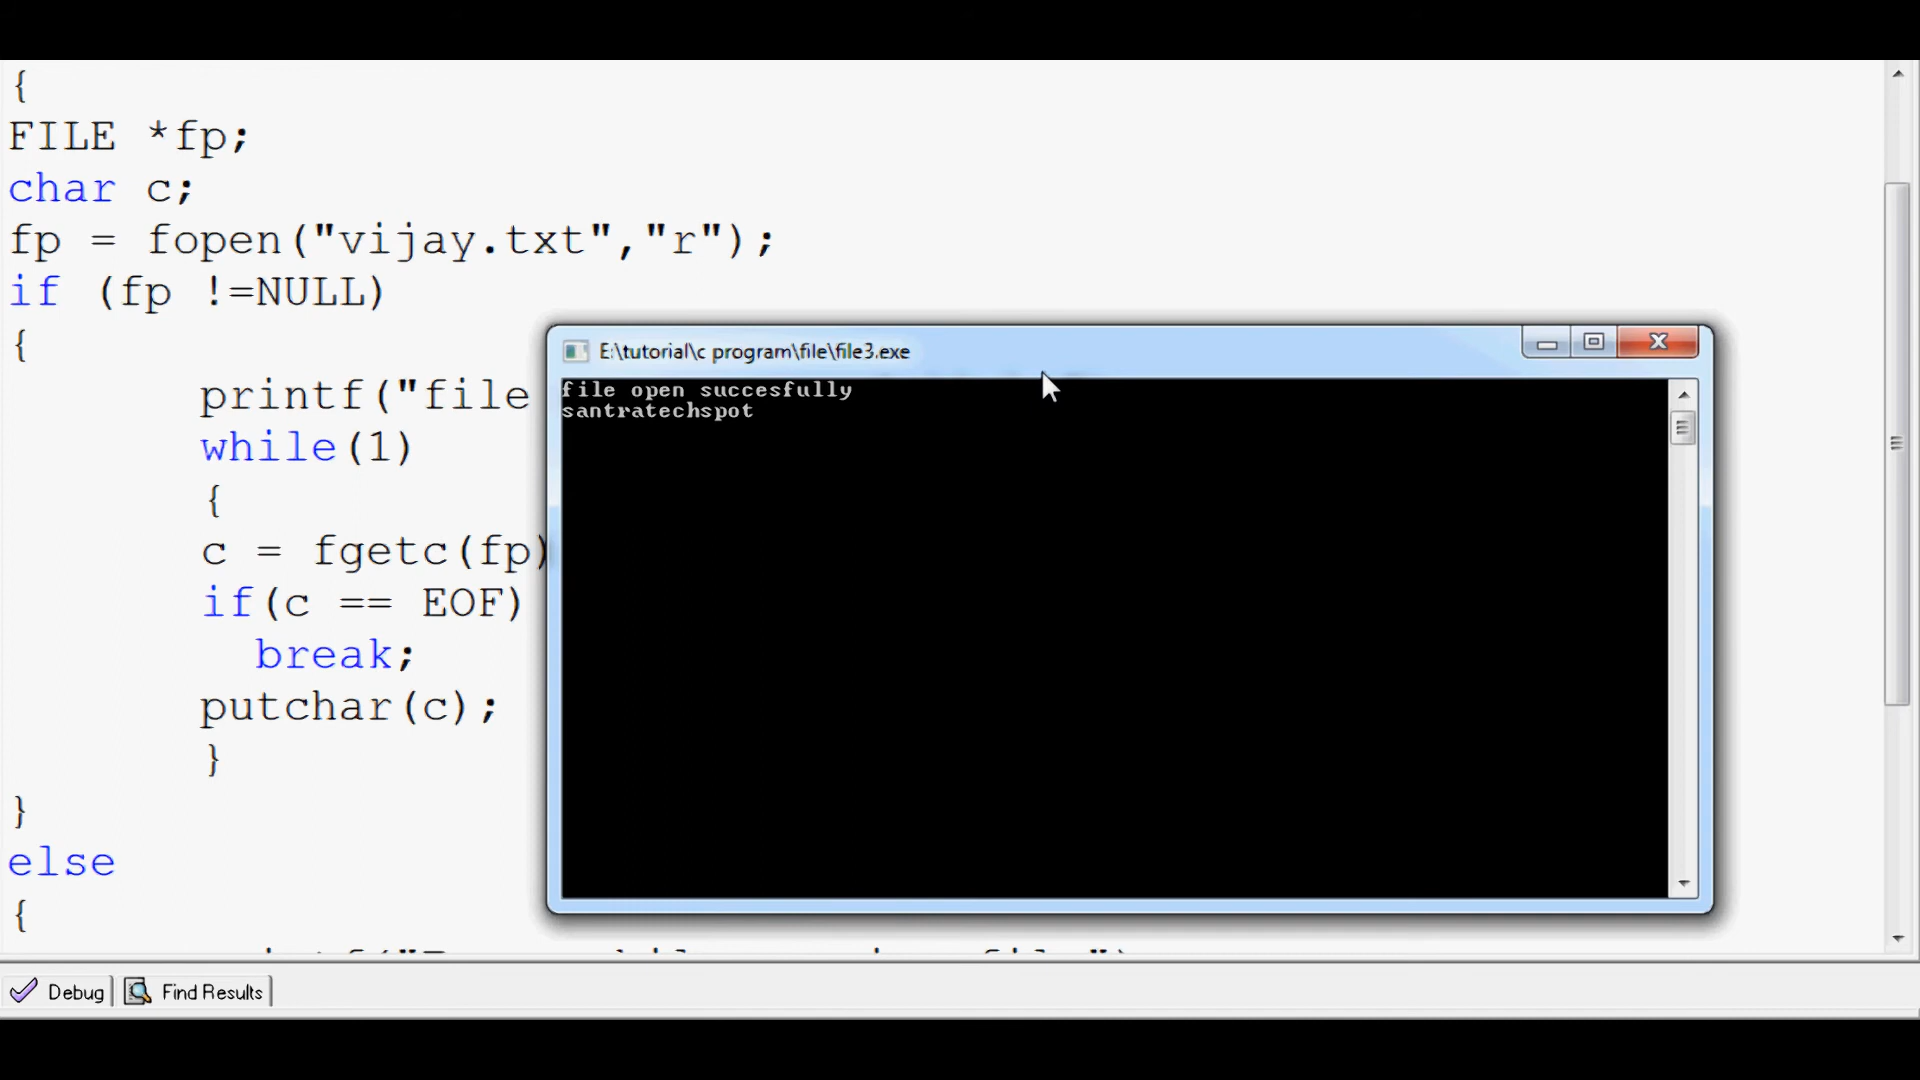 {
FILE *fp;
char c;
fp = fopen("vijay.txt","r");
if (fp !=NULL)
{
printf("file
while(1)
{
c = fgetc(fp)
if(c == EOF)
break;
putchar(c);
}
}
else
{
E:\tutorial\c program\file\file3.exe
file open succesfully
santratechspot
Debug
Find Results